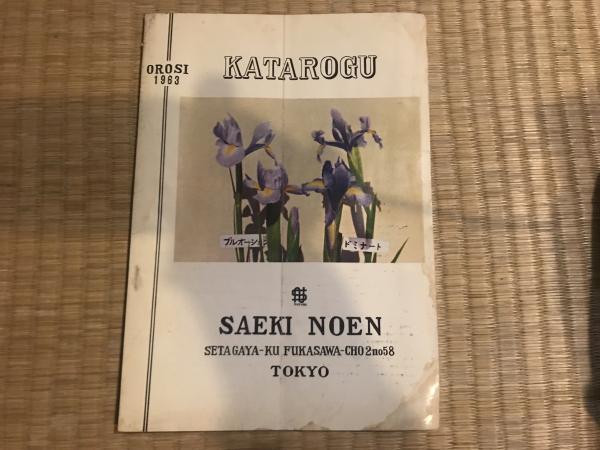 OROSI
1963
KATAROGU
ブルオーシャン
ドミナート
SAEKI NOEN
SETAGAYA-KU FUKASAWA-CHO 2no58
TOKYO